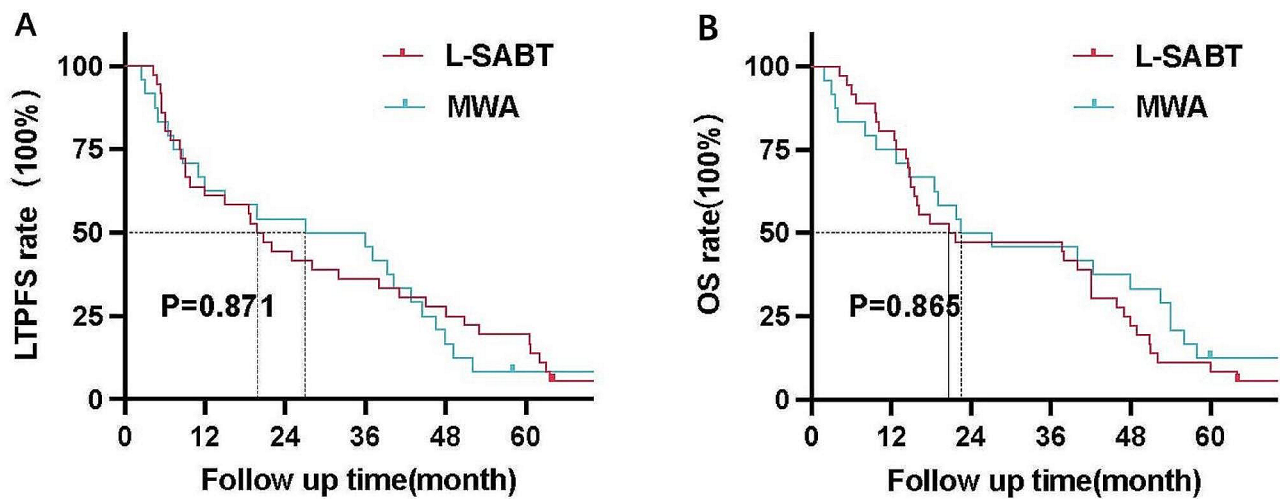 A
L-SABT
MWA
LTPFS rate (100%)
100
75
50
25
0
P=0.871
0 12 24 36 48 60
Follow up time(month)
B
L-SABT
MWA
OS rate(100%)
100
75
50
25
0
P=0.865
0 12 24 36 48 60
Follow up time(month)